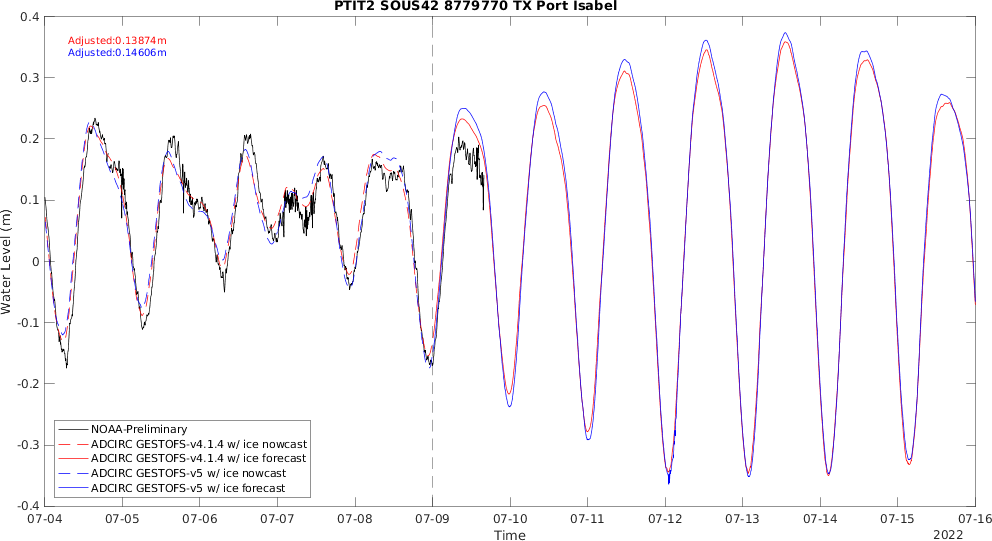 PTIT2 SOUS42 8779770 TX Port Isabel
0.4
0.3
0.2
0.1
0
-0.1
-0.2
-0.3
-0.4
Water Level (m)
Adjusted:0.13874m
Adjusted:0.14606m
NOAA-Preliminary
ADCIRC GESTOFS-v4.1.4 w/ ice nowcast
ADCIRC GESTOFS-v4.1.4 w/ ice forecast
ADCIRC GESTOFS-v5 w/ ice nowcast
ADCIRC GESTOFS-v5 w/ ice forecast
07-04 07-05 07-06 07-07 07-08 07-09 07-10 07-11 07-12 07-13 07-14 07-15 07-16
Time
2022